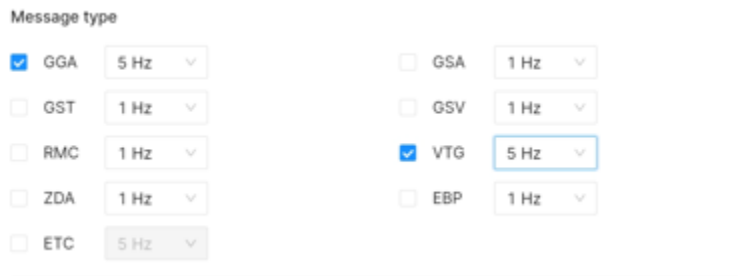 Message type
GGA 5 Hz GSA 1 Hz
GST 1 Hz GSV 1 Hz
RMC 1 Hz VTG 5 Hz
ZDA 1 Hz EBP 1 Hz
ETC 5 Hz